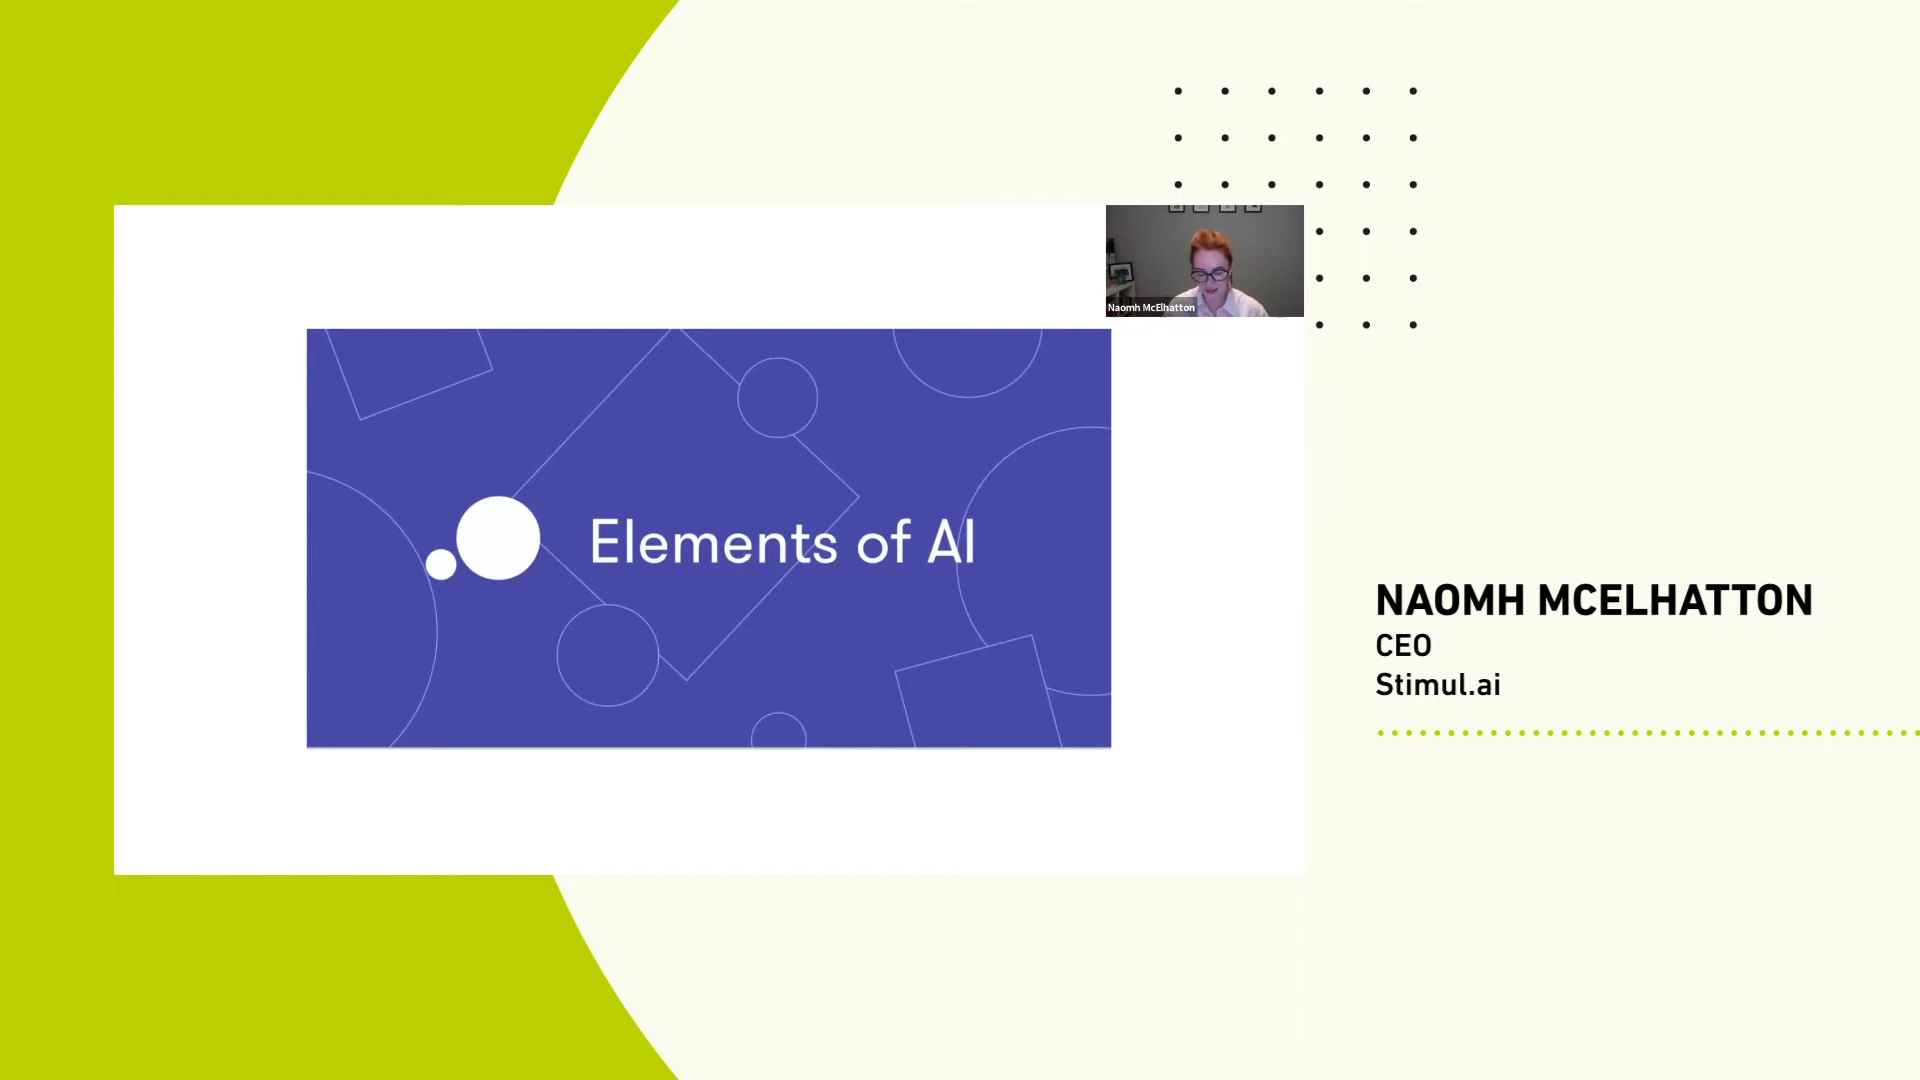 Naomh McElhatton
Elements of AI
NAOMH MCELHATTON
CEO
Stimul.ai